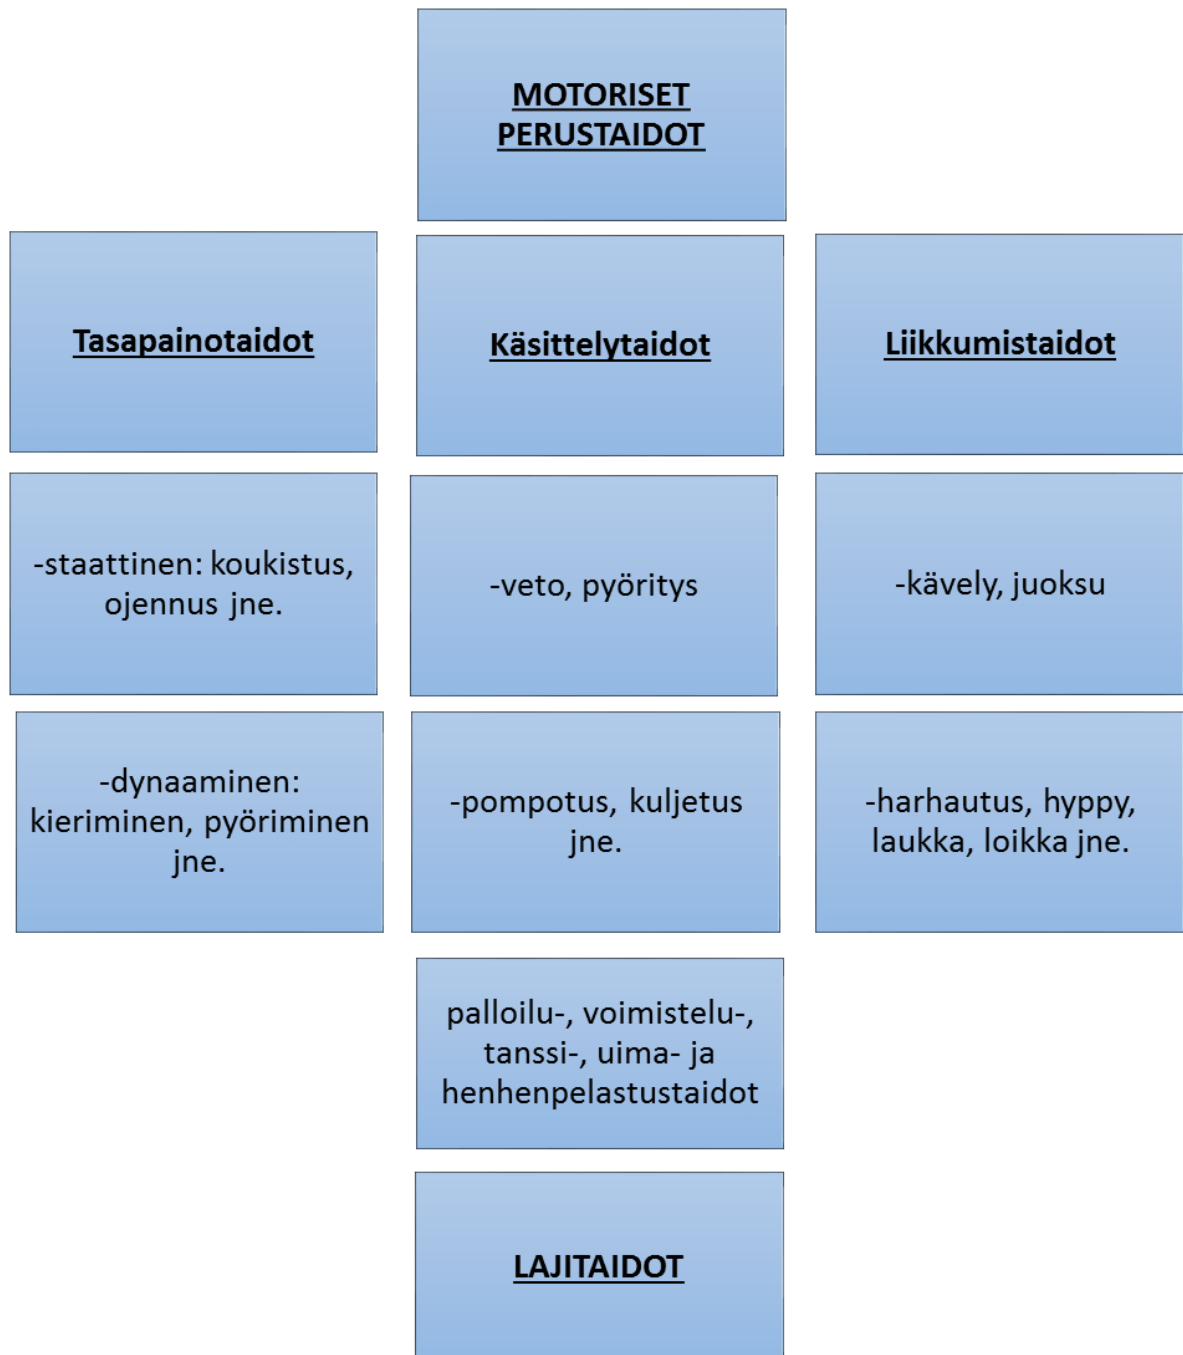 MOTORISET
PERUSTAIDOT
Tasapainotaidot
Käsittelytaidot
Liikkumistaidot
-staattinen: koukistus,
ojennus jne.
-veto, pyöritys
-kävely, juoksu
-dynaaminen:
kieriminen, pyöriminen
jne.
-pompotus, kuljetus
jne.
-harhautus, hyppy,
laukka, loikka jne.
palloilu-, voimistelu-,
tanssi-, uima- ja
henhenpelastustaidot
LAJITAIDOT